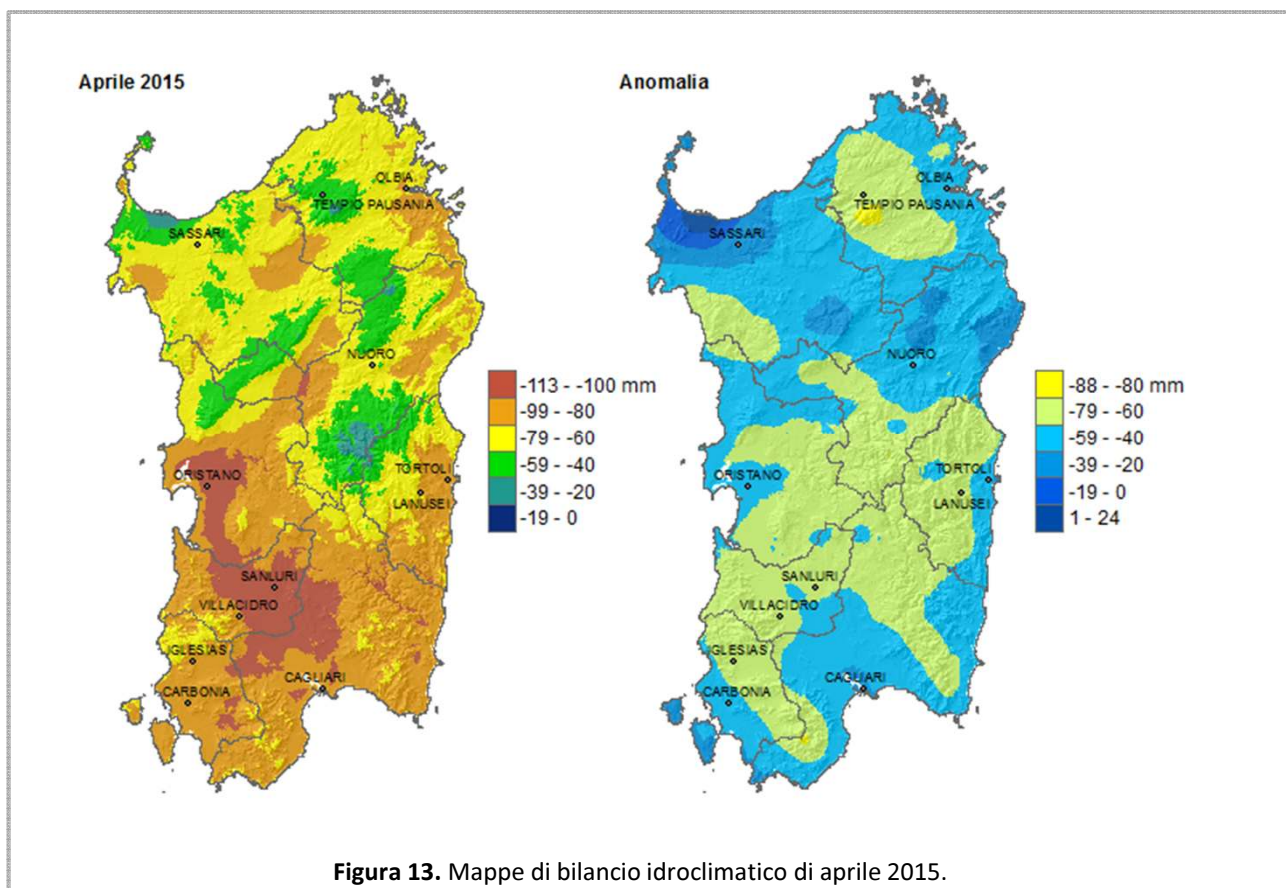 Aprile 2015
OLBIA
TEMPIO PAUSANIA
SASSARI
NUORO
ORISTANO
TORTOLI
LANUSEI
SANLURI
VILLACIDRO
IGLESIAS
CAGLIARI
CARBONIA
-113 - -100 mm
-99 - -80
-79 - -60
-59 - -40
-39 - -20
-19 - 0
Anomalia
OLBIA
TEMPIO PAUSANIA
SASSARI
NUORO
ORISTANO
TORTOLI
LANUSEI
SANLURI
VILLACIDRO
IGLESIAS
CAGLIARI
CARBONIA
-88 - -80 mm
-79 - -60
-59 - -40
-39 - -20
-19 - 0
1 - 24
Figura 13. Mappe di bilancio idroclimatico di aprile 2015.